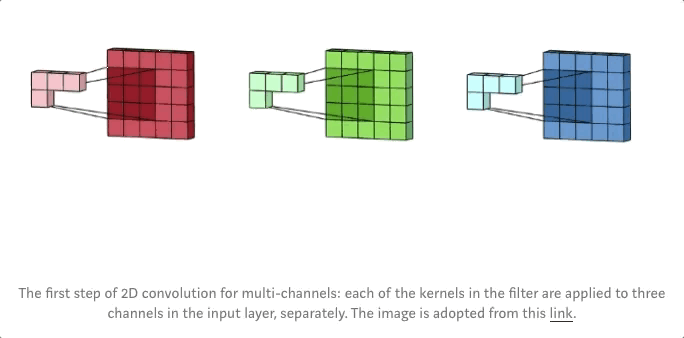 The first step of 2D convolution for multi-channels: each of the kernels in the filter are applied to three
channels in the input layer, separately. The image is adopted from this link.